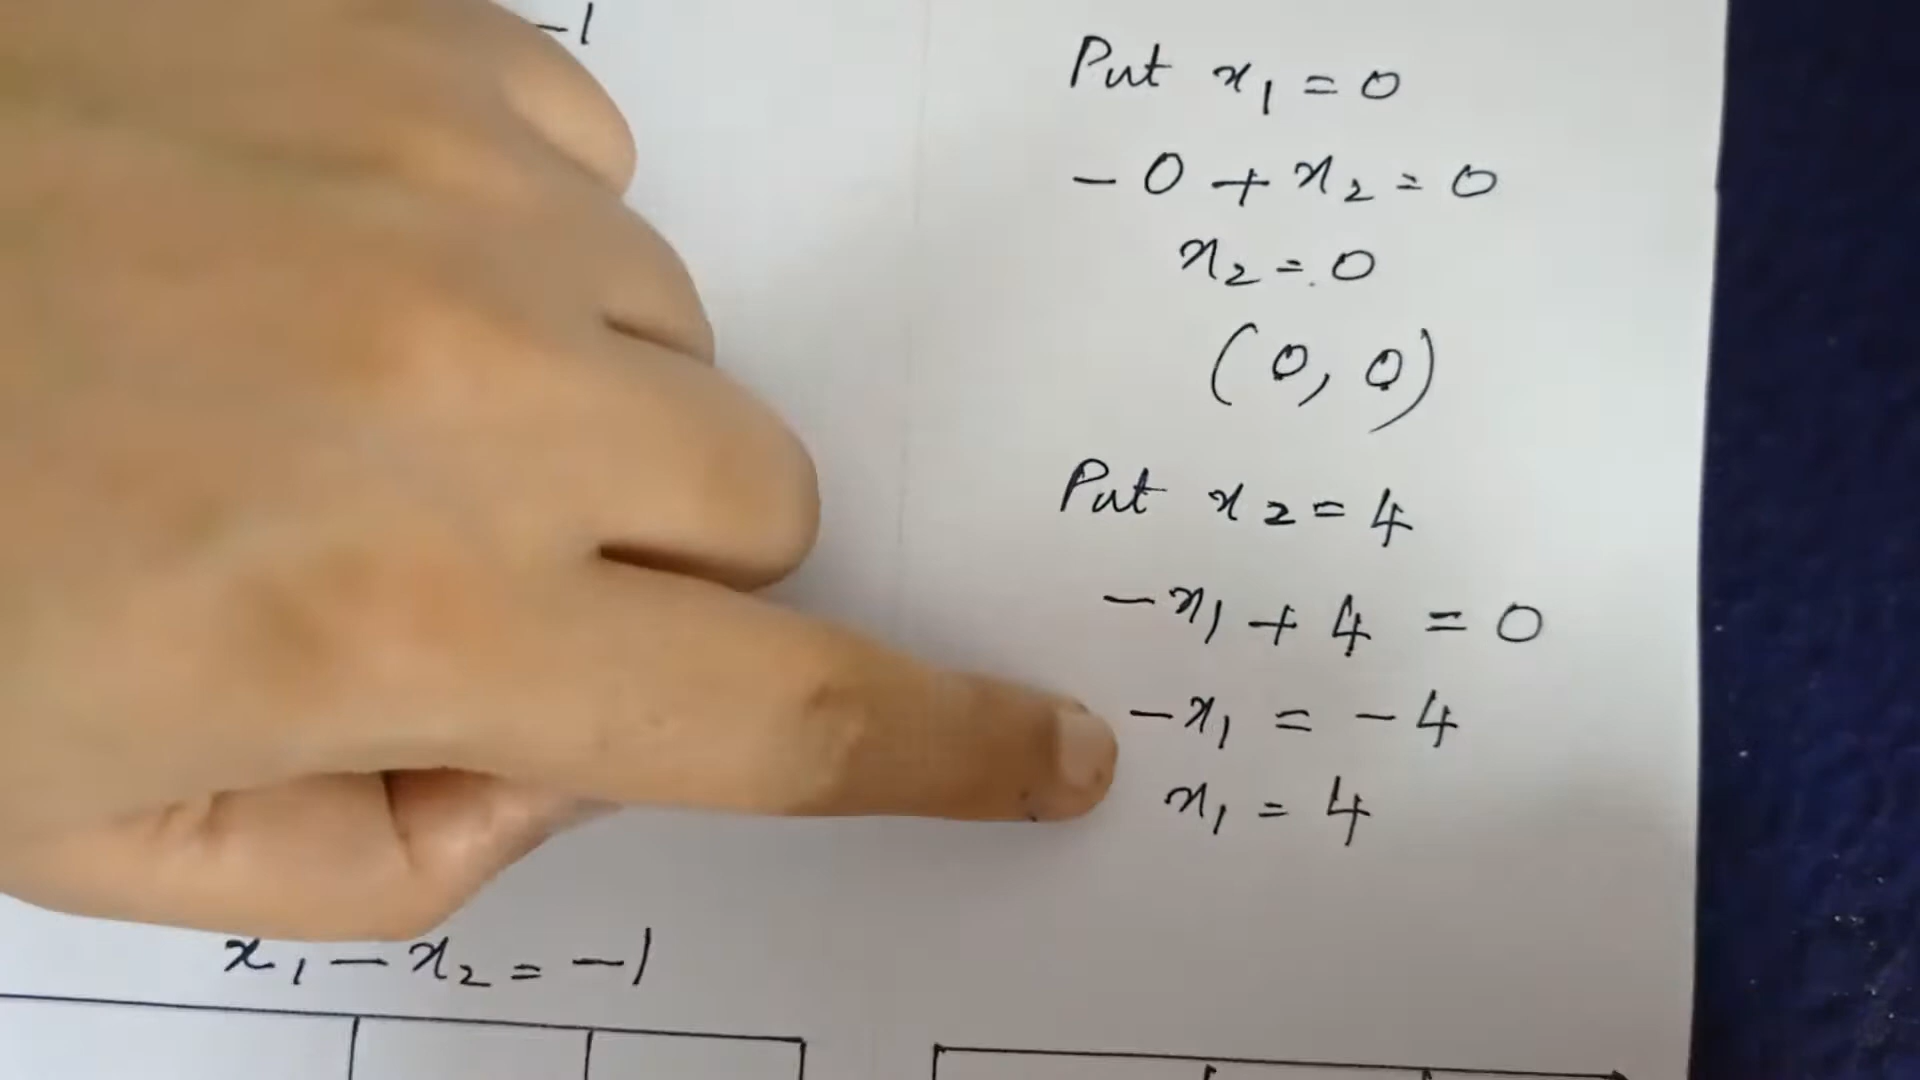 -1
Put x₁ = 0
- 0 + x₂ = 0
x₂ = 0
(0, 0)
Put x₂ = 4
-x₁ + 4 = 0
-x₁ = -4
x₁ = 4
x₁ - x₂ = -1